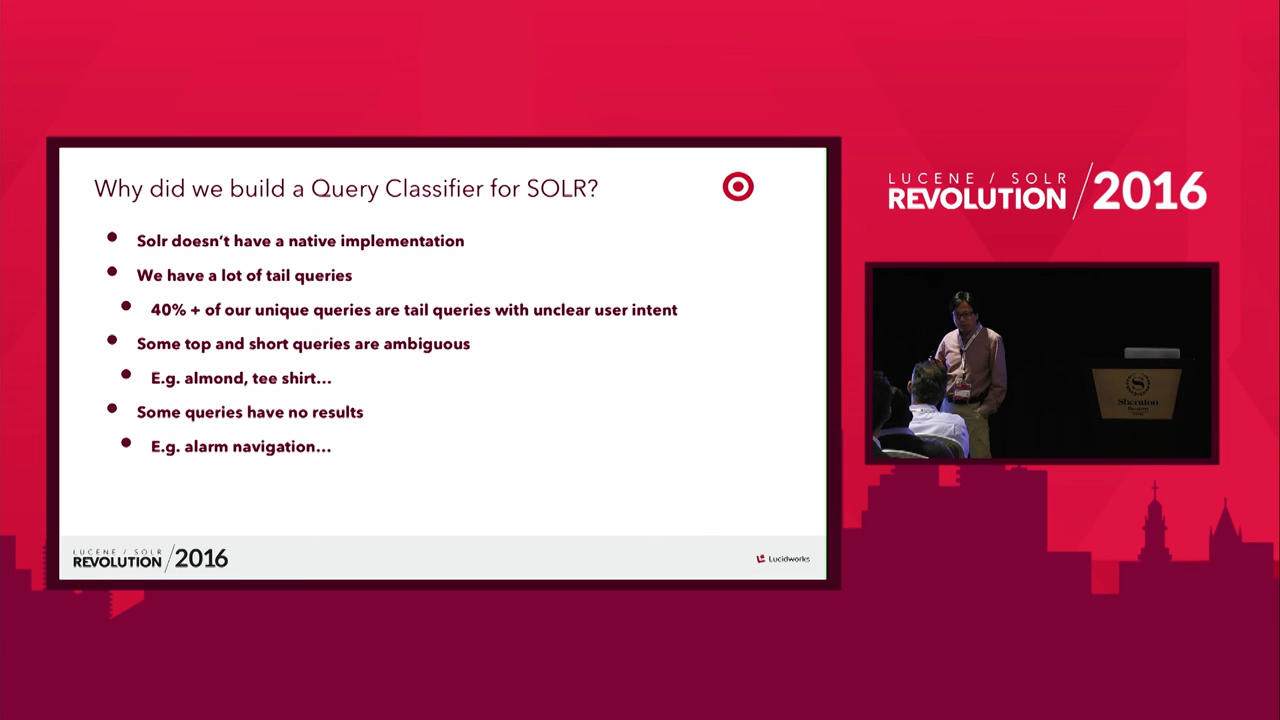 Why did we build a Query Classifier for SOLR?
Solr doesn't have a native implementation
We have a lot of tail queries
40% + of our unique queries are tail queries with unclear user intent
Some top and short queries are ambiguous
E.g. almond, tee shirt...
Some queries have no results
E.g. alarm navigation...
LUCENE / SOLR
REVOLUTION /2016
Lucidworks
LUCENE / SOLR
REVOLUTION /2016
Sheraton